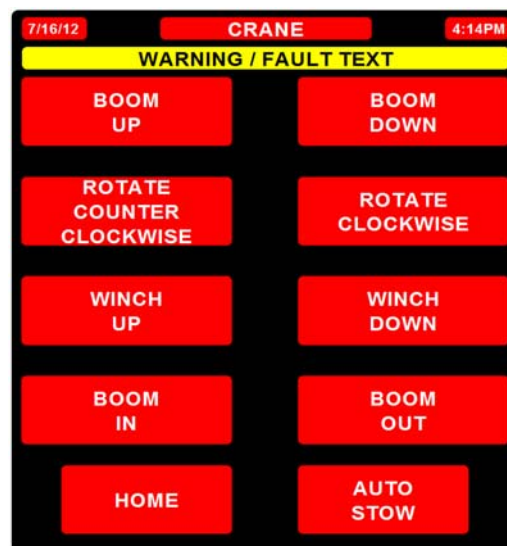 7/16/12 CRANE 4:14PM
WARNING / FAULT TEXT
BOOM
UP
BOOM
DOWN
ROTATE
COUNTER
CLOCKWISE
ROTATE
CLOCKWISE
WINCH
UP
WINCH
DOWN
BOOM
IN
BOOM
OUT
HOME
AUTO
STOW